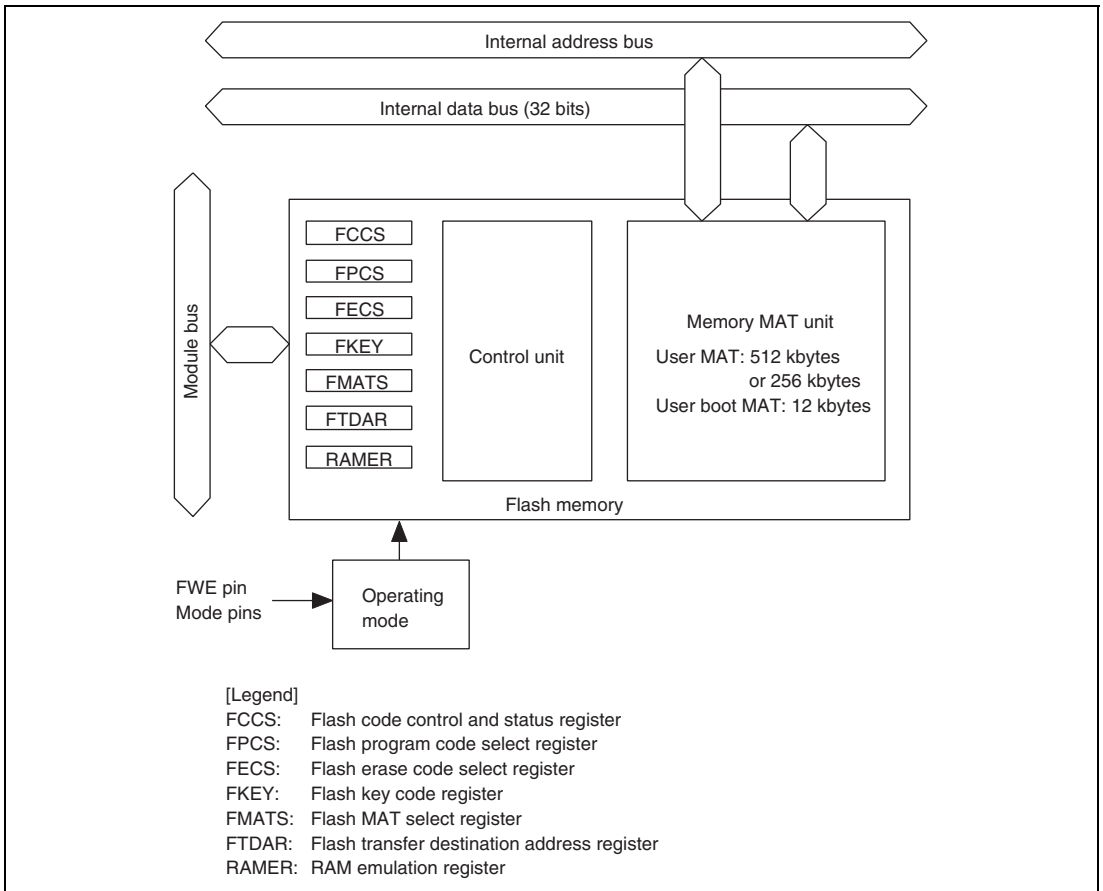 Internal address bus
Internal data bus (32 bits)
Module bus
FCCS
FPCS
FECS
FKEY
FMATS
FTDAR
RAMER
Control unit
Memory MAT unit
User MAT: 512 kbytes
or 256 kbytes
User boot MAT: 12 kbytes
Flash memory
FWE pin
Mode pins
Operating
mode
[Legend]
FCCS: Flash code control and status register
FPCS: Flash program code select register
FECS: Flash erase code select register
FKEY: Flash key code register
FMATS: Flash MAT select register
FTDAR: Flash transfer destination address register
RAMER: RAM emulation register